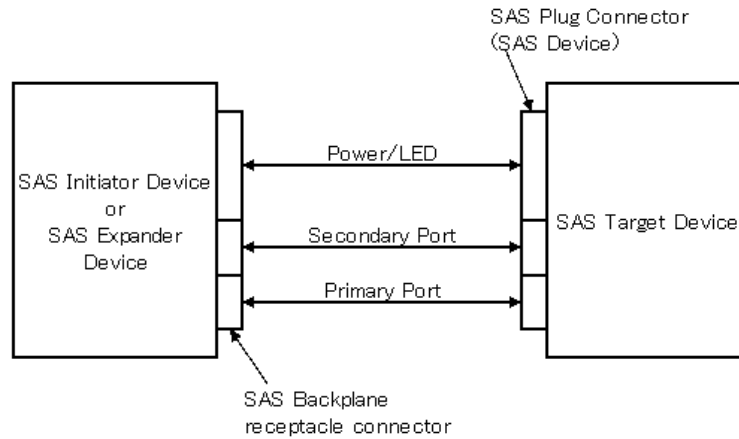 SAS Plug Connector
(SAS Device)
Power/LED
SAS Initiator Device
or
SAS Expander
Device
Secondary Port
SAS Target Device
Primary Port
SAS Backplane
receptacle connector